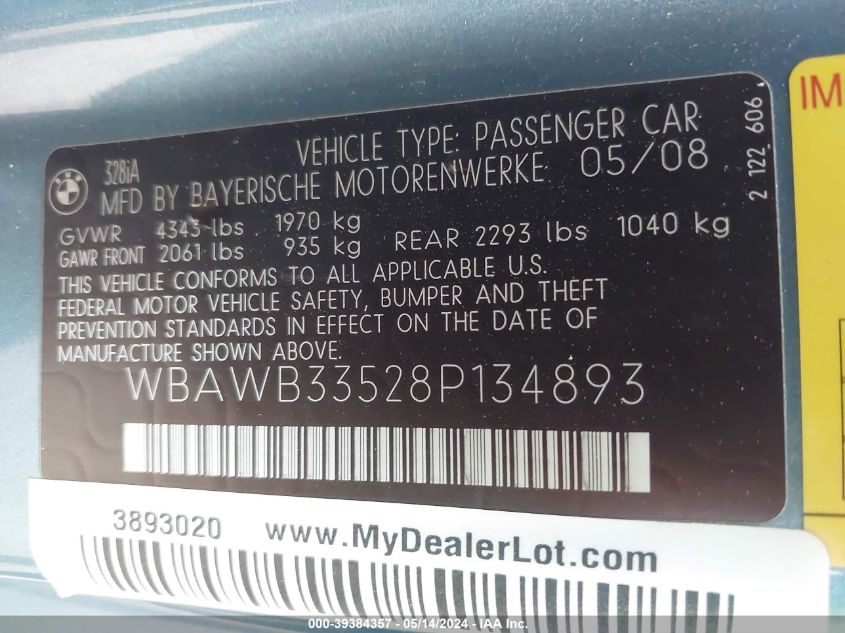 328iA
VEHICLE TYPE: PASSENGER CAR
MFD BY BAYERISCHE MOTORENWERKE 05/08
GVWR 4343 lbs 1970 kg
GAWR FRONT 2061 lbs 935 kg REAR 2293 lbs 1040 kg
THIS VEHICLE CONFORMS TO ALL APPLICABLE U.S.
FEDERAL MOTOR VEHICLE SAFETY, BUMPER AND THEFT
PREVENTION STANDARDS IN EFFECT ON THE DATE OF
MANUFACTURE SHOWN ABOVE.
WBAWB33528P134893
2 122 606
IM
3893020 www.MyDealerLot.com
000-39384357 - 05/14/2024 - IAA Inc.